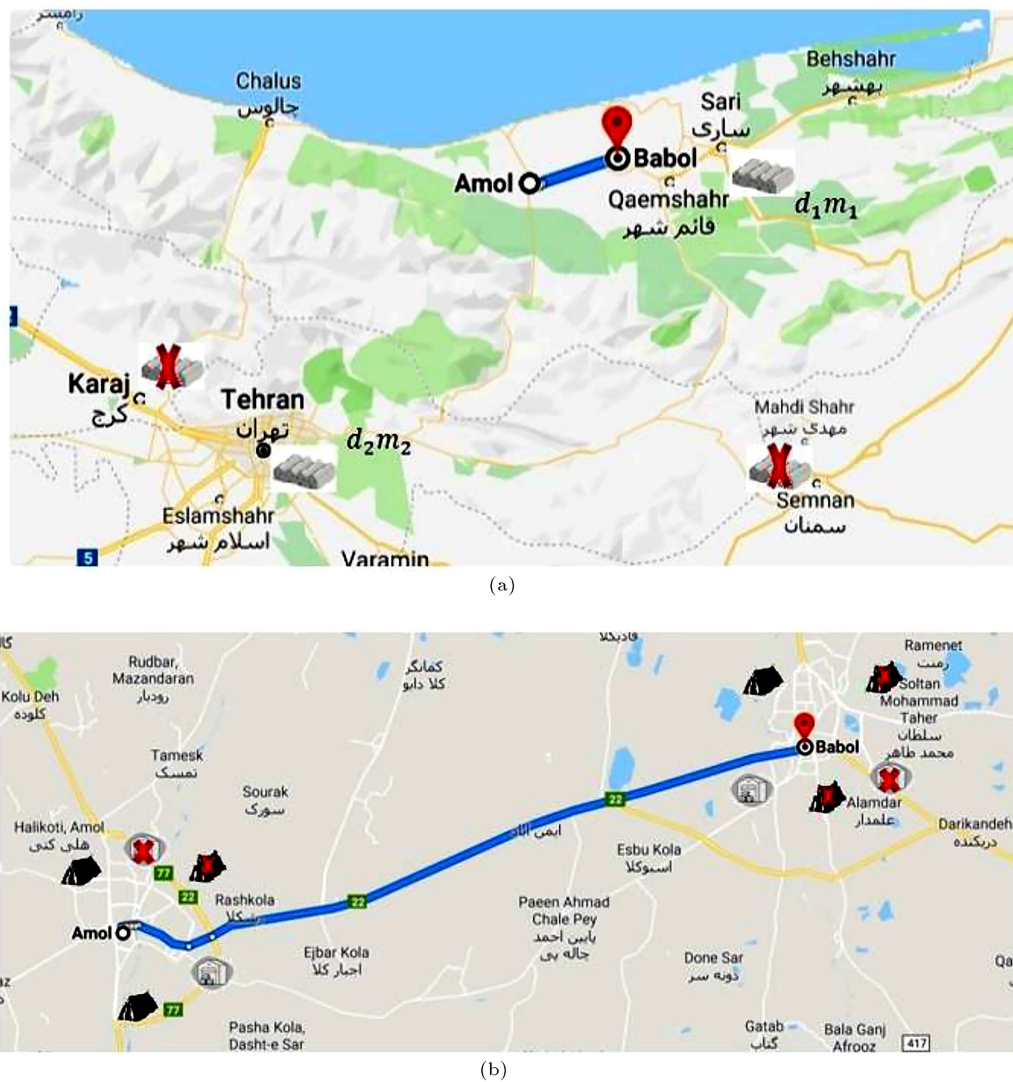 رامسر
Chalus
چالوس
Behshahr
بهشهر
Sari
ساری
Babol
Amol
Qaemshahr
قائم شهر
d₁m₁
Karaj
کرج
Tehran
تهران
d₂m₂
Mahdi Shahr
مهدی شهر
Semnan
سمنان
Eslamshahr
اسلام شهر
5
Varamin
(a)
قادیکلا
Ramenet
رمنت
Rudbar,
Mazandaran
رودبار
کمانگر
کلا دابو
Kolu Deh
کلوده
Soltan
Mohammad
Taher
سلطان
محمد طاهر
Babol
Tamesk
تمسک
Sourak
سورک
22
Alamdar
علمدار
Halikoti, Amol
هلی کتی
Darikandeh
دریکنده
Esbu Kola
اسبوکلا
77
22
Rashkola
22
Paeen Ahmad
Chale Pey
پایین احمد
چاله پی
Amol
Ejbar Kola
اجبار کلا
Done Sar
دونه سر
77
Pasha Kola,
Dasht-e Sar
Gatab
گتاب
Bala Ganj
Afrooz
417
(b)